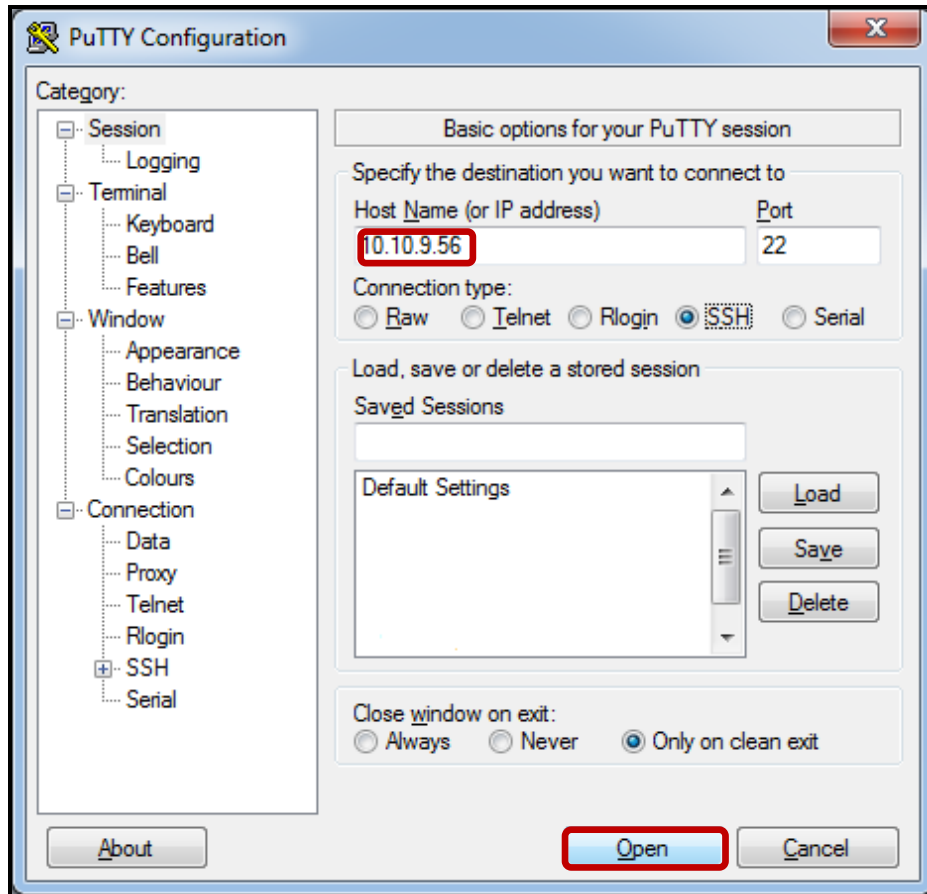 PuTTY Configuration
X
Category:
Session
Logging
Terminal
Keyboard
Bell
Features
Window
Appearance
Behaviour
Translation
Selection
Colours
Connection
Data
Proxy
Telnet
Rlogin
SSH
Serial
Basic options for your PuTTY session
Specify the destination you want to connect to
Host Name (or IP address) Port
10.10.9.56 22
Connection type:
Raw Telnet Rlogin SSH Serial
Load, save or delete a stored session
Saved Sessions
Default Settings
Load
Save
Delete
Close window on exit:
Always Never Only on clean exit
About Open Cancel